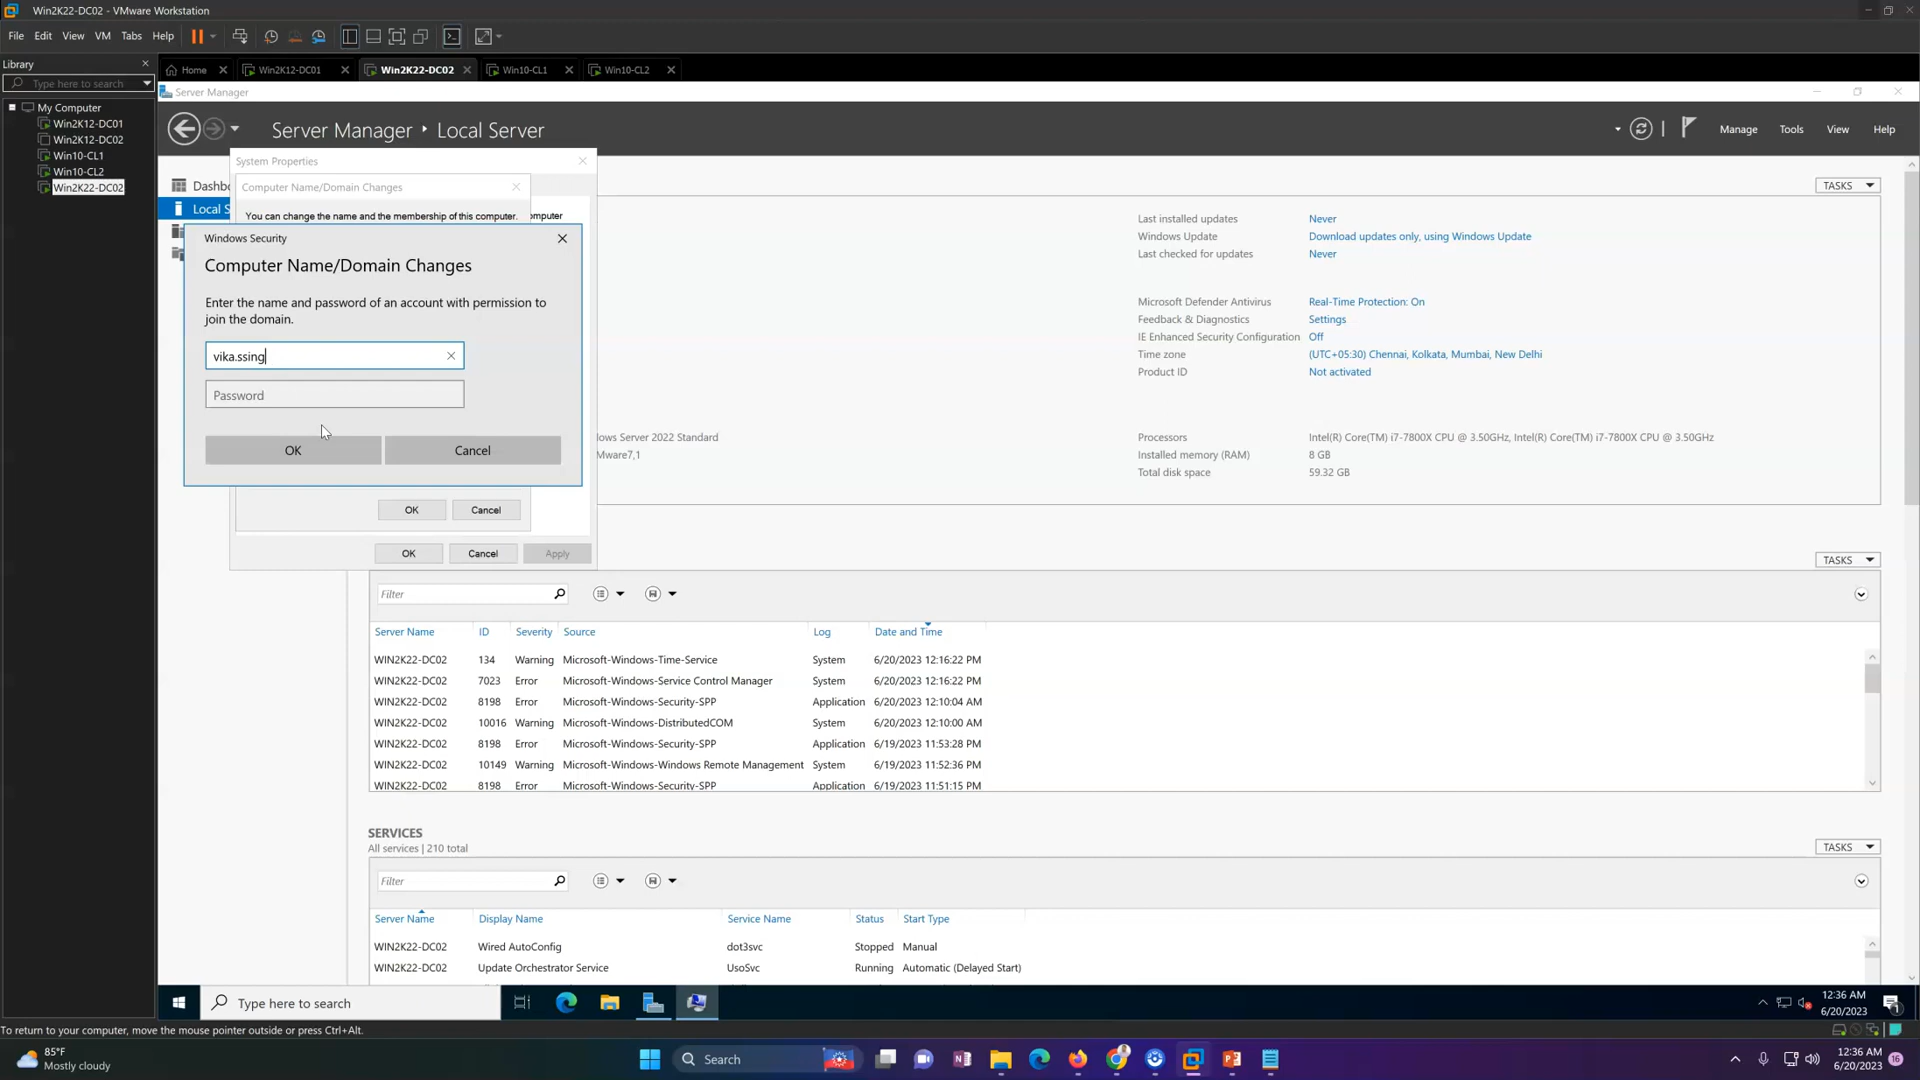 Win2K22-DC02 - VMware Workstation
File Edit View VM Tabs Help
Library
Type here to search
My Computer
Win2K12-DC01
Win2K12-DC02
Win10-CL1
Win10-CL2
Win2K22-DC02
Home Win2K12-DC01 Win2K22-DC02 Win10-CL1 Win10-CL2
Server Manager
Server Manager Local Server
Manage Tools View Help
Dashb
Local S
System Properties
Computer Name/Domain Changes
You can change the name and the membership of this computer.
omputer
Windows Security
Computer Name/Domain Changes
Enter the name and password of an account with permission to
join the domain.
vika.ssing
Password
OK Cancel
OK Cancel
OK Cancel Apply
TASKS
Last installed updates Never
Windows Update Download updates only, using Windows Update
Last checked for updates Never
Microsoft Defender Antivirus Real-Time Protection: On
Feedback & Diagnostics Settings
IE Enhanced Security Configuration Off
Time zone (UTC+05:30) Chennai, Kolkata, Mumbai, New Delhi
Product ID Not activated
lows Server 2022 Standard Processors Intel(R) Core(TM) i7-7800X CPU @ 3.50GHz, Intel(R) Core(TM) i7-7800X CPU @ 3.50GHz
Mware7,1 Installed memory (RAM) 8 GB
Total disk space 59.32 GB
TASKS
Filter
Server Name ID Severity Source Log Date and Time
WIN2K22-DC02 134 Warning Microsoft-Windows-Time-Service System 6/20/2023 12:16:22 PM
WIN2K22-DC02 7023 Error Microsoft-Windows-Service Control Manager System 6/20/2023 12:16:22 PM
WIN2K22-DC02 8198 Error Microsoft-Windows-Security-SPP Application 6/20/2023 12:10:04 AM
WIN2K22-DC02 10016 Warning Microsoft-Windows-DistributedCOM System 6/20/2023 12:10:00 AM
WIN2K22-DC02 8198 Error Microsoft-Windows-Security-SPP Application 6/19/2023 11:53:28 PM
WIN2K22-DC02 10149 Warning Microsoft-Windows-Windows Remote Management System 6/19/2023 11:52:36 PM
WIN2K22-DC02 8198 Error Microsoft-Windows-Security-SPP Application 6/19/2023 11:51:15 PM
SERVICES
All services | 210 total
TASKS
Filter
Server Name Display Name Service Name Status Start Type
WIN2K22-DC02 Wired AutoConfig dot3svc Stopped Manual
WIN2K22-DC02 Update Orchestrator Service UsoSvc Running Automatic (Delayed Start)
Type here to search
12:36 AM
6/20/2023
1
To return to your computer, move the mouse pointer outside or press Ctrl+Alt.
85°F
Mostly cloudy
Search
12:36 AM
6/20/2023
16